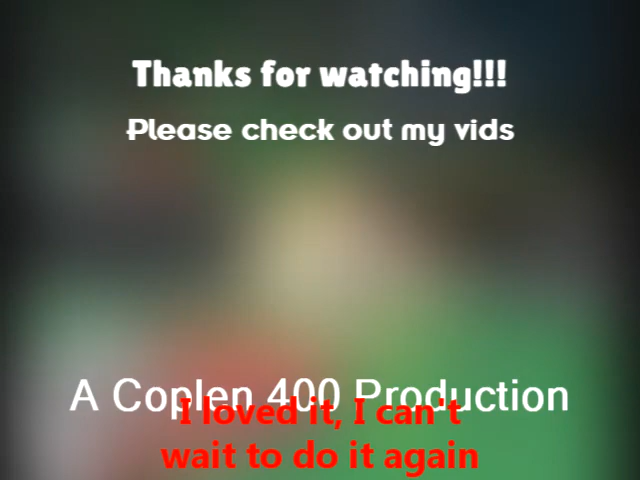 Thanks for watching!!!
Please check out my vids
A Coplen 400 Production
I loved it, I can't
wait to do it again